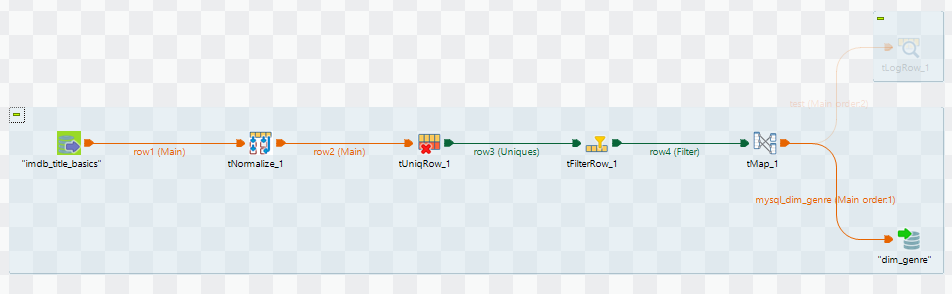 tLogRow_1
test (Main order:2)
"imdb_title_basics"
row1 (Main)
tNormalize_1
row2 (Main)
tUniqRow_1
row3 (Uniques)
tFilterRow_1
row4 (Filter)
tMap_1
mysql_dim_genre (Main order:1)
"dim_genre"